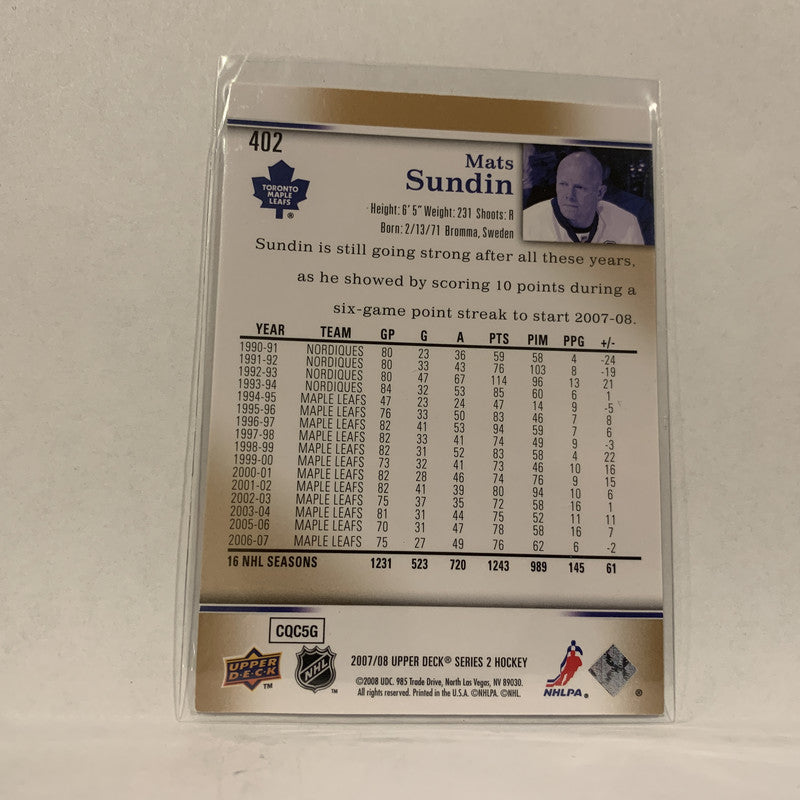 402
Mats
Sundin
TORONTO
MAPLE
LEAFS
®
Height: 6' 5" Weight: 231 Shoots: R
Born: 2/13/71 Bromma, Sweden
Sundin is still going strong after all these years,
as he showed by scoring 10 points during a
six-game point streak to start 2007-08.
YEAR TEAM GP G A PTS PIM PPG +/-
1990-91 NORDIQUES 80 23 36 59 58 4 -24
1991-92 NORDIQUES 80 33 43 76 103 8 -19
1992-93 NORDIQUES 80 47 67 114 96 13 21
1993-94 NORDIQUES 84 32 53 85 60 6 1
1994-95 MAPLE LEAFS 47 23 24 47 14 9 -5
1995-96 MAPLE LEAFS 76 33 50 83 46 7 8
1996-97 MAPLE LEAFS 82 41 53 94 59 7 6
1997-98 MAPLE LEAFS 82 33 41 74 49 9 -3
1998-99 MAPLE LEAFS 82 31 52 83 58 4 22
1999-00 MAPLE LEAFS 73 32 41 73 46 10 16
2000-01 MAPLE LEAFS 82 28 46 74 76 9 15
2001-02 MAPLE LEAFS 82 41 39 80 94 10 6
2002-03 MAPLE LEAFS 75 37 35 72 58 16 1
2003-04 MAPLE LEAFS 81 31 44 75 52 11 11
2005-06 MAPLE LEAFS 70 31 47 78 58 16 7
2006-07 MAPLE LEAFS 75 27 49 76 62 6 -2
16 NHL SEASONS 1231 523 720 1243 989 145 61
CQC5G
UPPER DECK ™
NHL ™
2007/08 UPPER DECK® SERIES 2 HOCKEY
©2008 UDC. 985 Trade Drive, North Las Vegas, NV 89030.
All rights reserved. Printed in the U.S.A. ©NHLPA. ©NHL.
NHLPA. ®
®